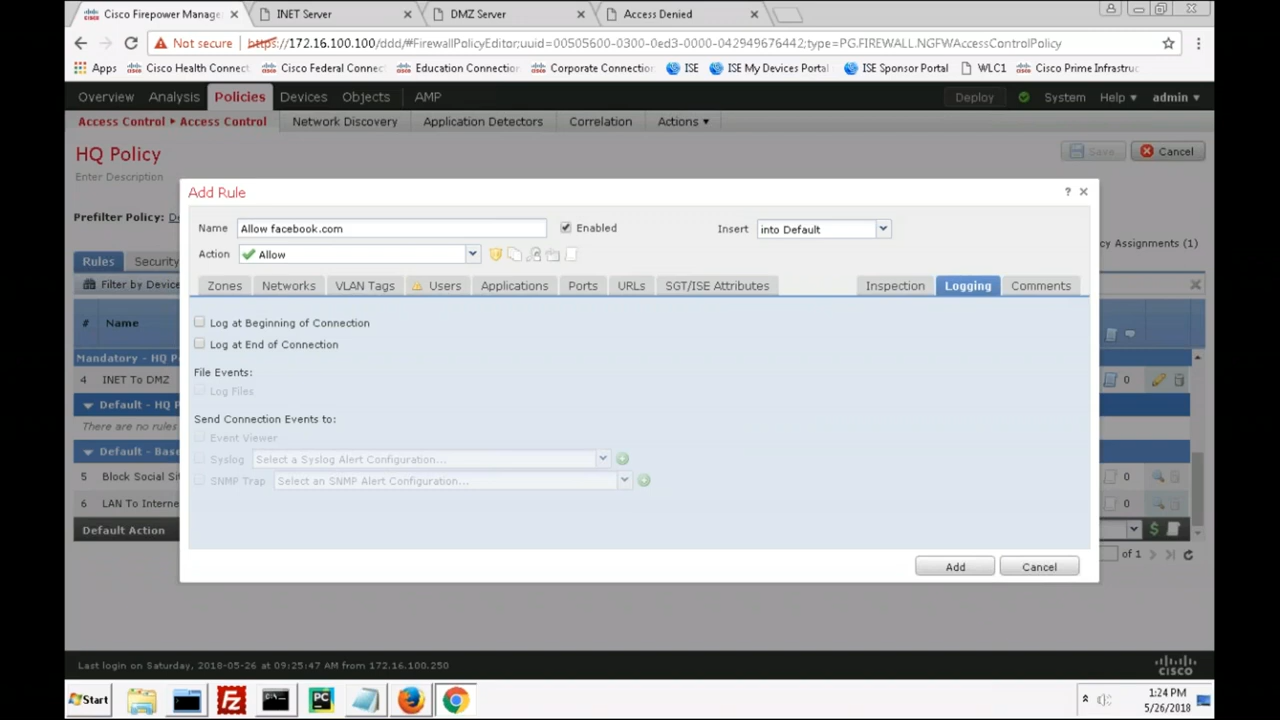 Cisco Firepower Manage
INET Server
DMZ Server
Access Denied
Not secure https://172.16.100.100/ddd/#FirewallPolicyEditor;uuid=00505600-0300-0ed3-0000-042949676442;type=PG.FIREWALL.NGFWAccessControlPolicy
Apps Cisco Health Connect Cisco Federal Connect Education Connection Corporate Connection ISE ISE My Devices Portal ISE Sponsor Portal WLC1 Cisco Prime Infrastruc
Overview Analysis Policies Devices Objects AMP Deploy System Help admin
Access Control Access Control Network Discovery Application Detectors Correlation Actions
HQ Policy
Save Cancel
Enter Description
Add Rule
?
Prefilter Policy:
Name Allow facebook.com Enabled Insert into Default
cy Assignments (1)
Action Allow
Rules Security
Filter by Device
Zones Networks VLAN Tags Users Applications Ports URLs SGT/ISE Attributes Inspection Logging Comments
# Name
Log at Beginning of Connection
Log at End of Connection
Mandatory - HQ P
4 INET To DMZ 0
File Events:
Log Files
Default - HQ P
Send Connection Events to:
There are no rules
Event Viewer
Default - Base
Syslog Select a Syslog Alert Configuration...
5 Block Social Sit 0
SNMP Trap Select an SNMP Alert Configuration...
6 LAN To Interne 0
Default Action $
of 1
Add Cancel
Last login on Saturday, 2018-05-26 at 09:25:47 AM from 172.16.100.250
CISCO
Start
Fz
PC
1:24 PM
5/26/2018